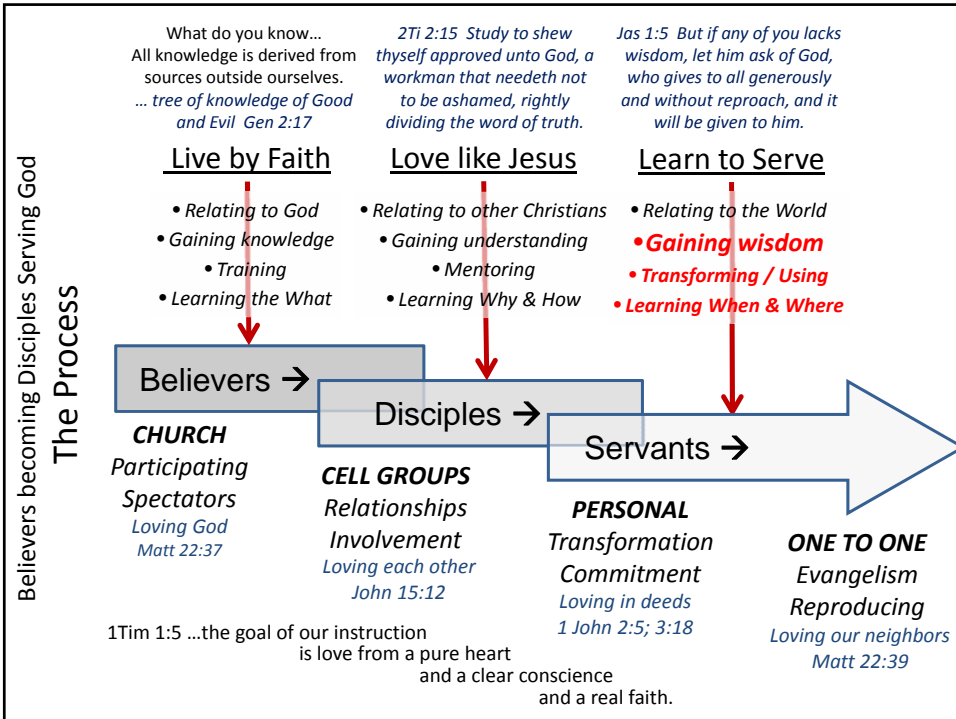 Believers becoming Disciples Serving God
The Process
What do you know…
All knowledge is derived from
sources outside ourselves.
… tree of knowledge of Good
and Evil Gen 2:17
Live by Faith
• Relating to God
• Gaining knowledge
• Training
• Learning the What
2Ti 2:15 Study to shew
thyself approved unto God, a
workman that needeth not
to be ashamed, rightly
dividing the word of truth.
Love like Jesus
• Relating to other Christians
• Gaining understanding
• Mentoring
• Learning Why & How
Jas 1:5 But if any of you lacks
wisdom, let him ask of God,
who gives to all generously
and without reproach, and it
will be given to him.
Learn to Serve
• Relating to the World
• Gaining wisdom
• Transforming / Using
• Learning When & Where
Believers →
Disciples →
Servants →
CHURCH
Participating
Spectators
Loving God
Matt 22:37
CELL GROUPS
Relationships
Involvement
Loving each other
John 15:12
PERSONAL
Transformation
Commitment
Loving in deeds
1 John 2:5; 3:18
ONE TO ONE
Evangelism
Reproducing
Loving our neighbors
Matt 22:39
1Tim 1:5 …the goal of our instruction
is love from a pure heart
and a clear conscience
and a real faith.